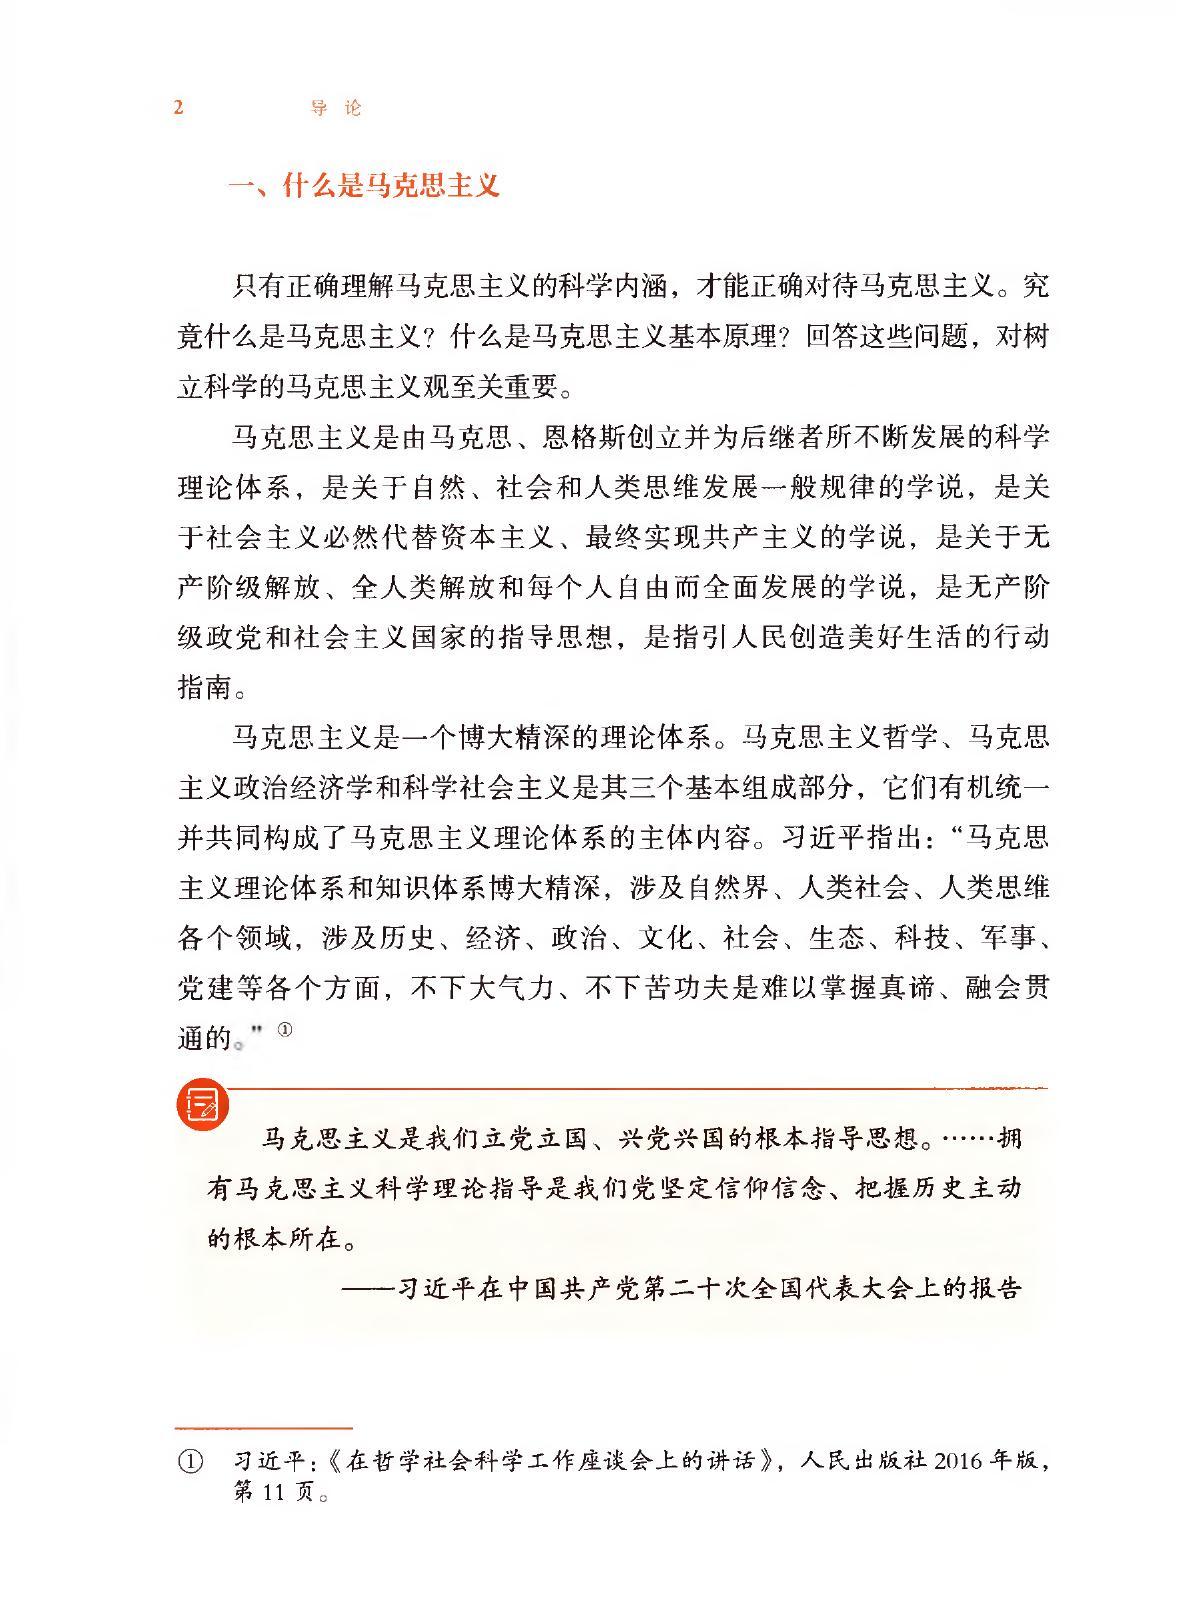 2 导 论
一、什么是马克思主义
只有正确理解马克思主义的科学内涵，才能正确对待马克思主义。究
竟什么是马克思主义？什么是马克思主义基本原理？回答这些问题，对树
立科学的马克思主义观至关重要。
马克思主义是由马克思、恩格斯创立并为后继者所不断发展的科学
理论体系，是关于自然、社会和人类思维发展一般规律的学说，是关
于社会主义必然代替资本主义、最终实现共产主义的学说，是关于无
产阶级解放、全人类解放和每个人自由而全面发展的学说，是无产阶
级政党和社会主义国家的指导思想，是指引人民创造美好生活的行动
指南。
马克思主义是一个博大精深的理论体系。马克思主义哲学、马克思
主义政治经济学和科学社会主义是其三个基本组成部分，它们有机统一
并共同构成了马克思主义理论体系的主体内容。习近平指出：“马克思
主义理论体系和知识体系博大精深，涉及自然界、人类社会、人类思维
各个领域，涉及历史、经济、政治、文化、社会、生态、科技、军事、
党建等各个方面，不下大气力、不下苦功夫是难以掌握真谛、融会贯
通的。” ①
马克思主义是我们立党立国、兴党兴国的根本指导思想。……拥
有马克思主义科学理论指导是我们党坚定信仰信念、把握历史主动
的根本所在。
——习近平在中国共产党第二十次全国代表大会上的报告
① 习近平：《在哲学社会科学工作座谈会上的讲话》，人民出版社 2016 年版，
第 11 页。